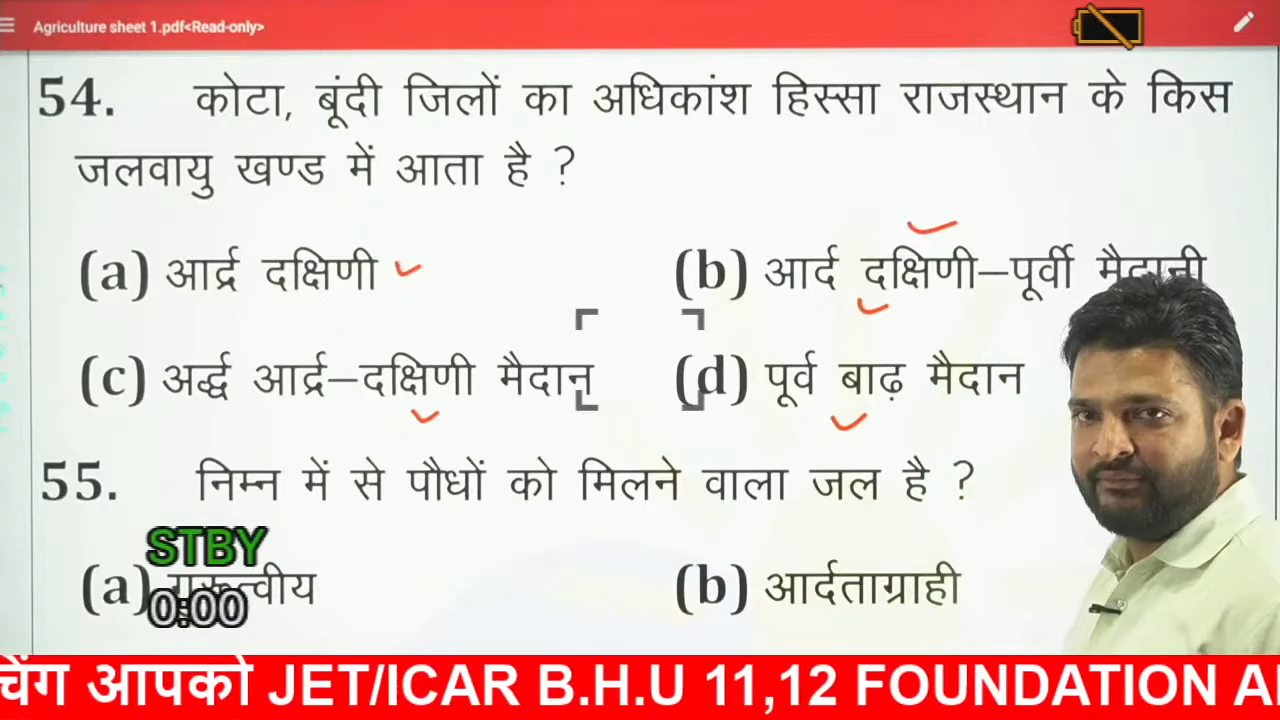 Agriculture sheet 1.pdf<Read-only>
54. कोटा, बूंदी जिलों का अधिकांश हिस्सा राजस्थान के किस
जलवायु खण्ड में आता है ?
(a) आर्द्र दक्षिणी (b) आर्द दक्षिणी–पूर्वी मैदानी
(c) अर्द्ध आर्द्र–दक्षिणी मैदान (d) पूर्व बाढ़ मैदान
55. निम्न में से पौधों को मिलने वाला जल है ?
STBY
(a) गुरुत्वीय (b) आर्दताग्राही
0:00
चिंग आपको JET/ICAR B.H.U 11,12 FOUNDATION A